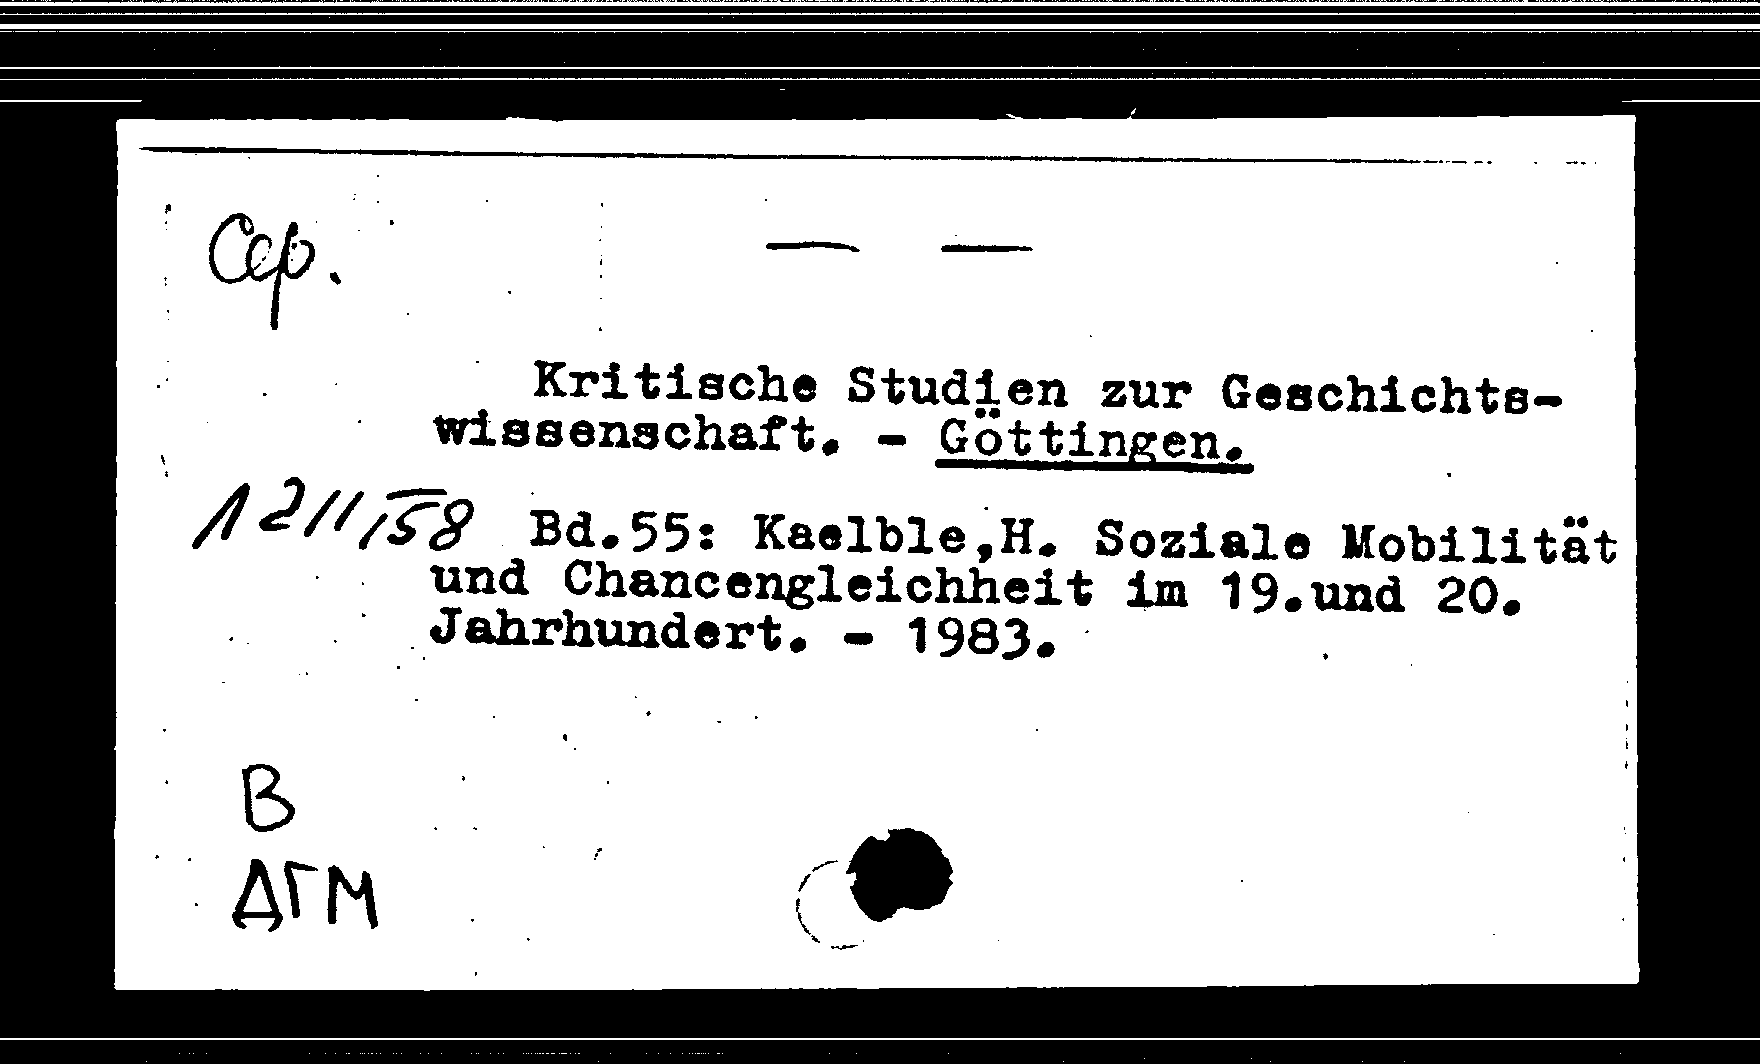 Сер. — —
Kritische Studien zur Geschichts-
wissenschaft. - Göttingen.
Bd.55: Kaelble,H. Soziale Mobilität
und Chancengleichheit im 19.und 20.
Jahrhundert. - 1983.
В
ДГМ